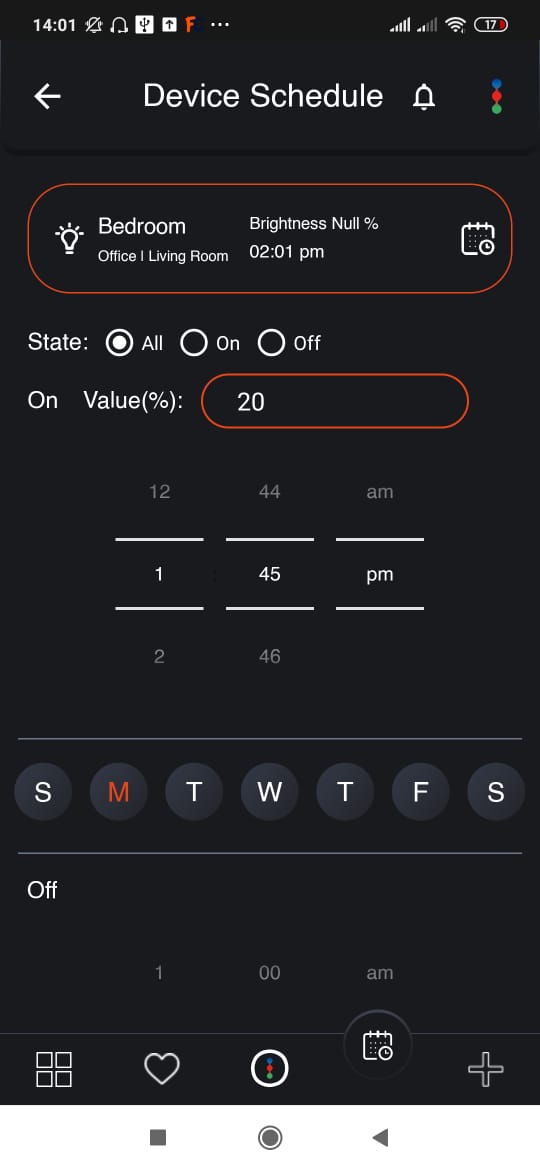 14:01 17
Device Schedule
Bedroom
Office | Living Room
Brightness Null %
02:01 pm
State: All On Off
On Value(%): 20
12 44 am
1 : 45 pm
2 46
S M T W T F S
Off
1 00 am